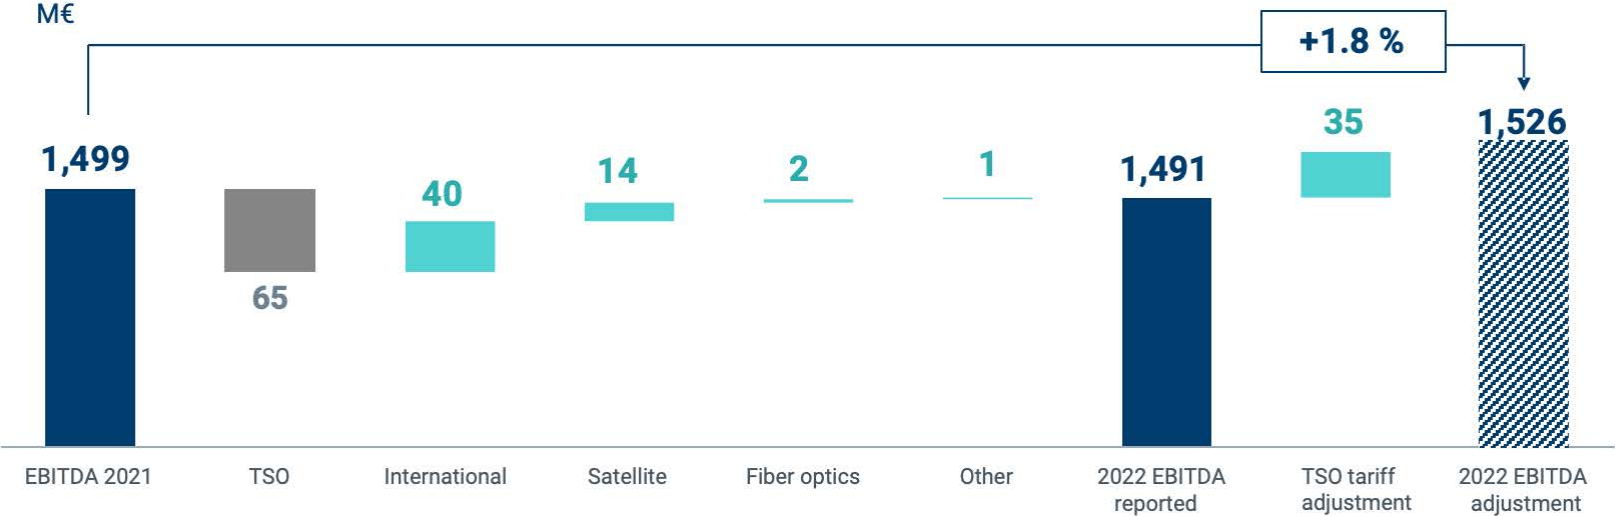 M€
+1.8 %
1,499
65
40
14
2
1
1,491
35
1,526
EBITDA 2021
TSO
International
Satellite
Fiber optics
Other
2022 EBITDA
reported
TSO tariff
adjustment
2022 EBITDA
adjustment